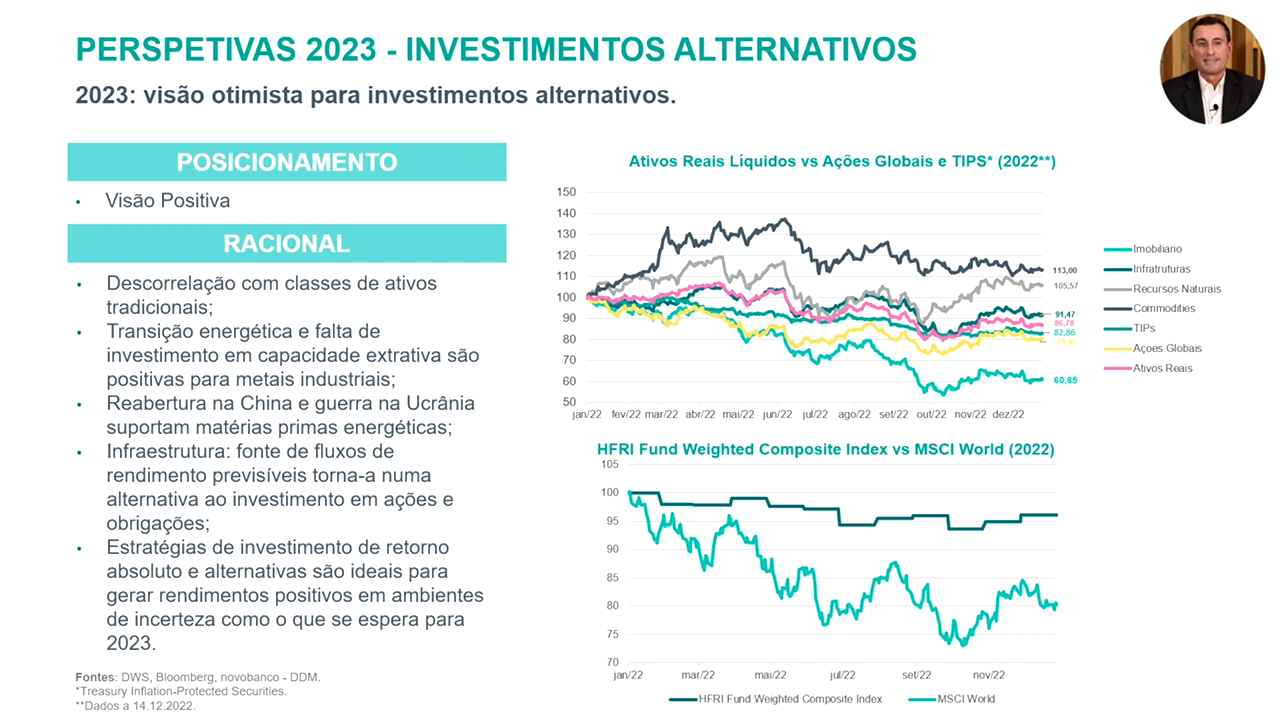 PERSPETIVAS 2023 - INVESTIMENTOS ALTERNATIVOS
2023: visão otimista para investimentos alternativos.
POSICIONAMENTO
• Visão Positiva
RACIONAL
• Descorrelação com classes de ativos
tradicionais;
• Transição energética e falta de
investimento em capacidade extrativa são
positivas para metais industriais;
• Reabertura na China e guerra na Ucrânia
suportam matérias primas energéticas;
• Infraestrutura: fonte de fluxos de
rendimento previsíveis torna-a numa
alternativa ao investimento em ações e
obrigações;
• Estratégias de investimento de retorno
absoluto e alternativas são ideais para
gerar rendimentos positivos em ambientes
de incerteza como o que se espera para
2023.
Fontes: DWS, Bloomberg, novobanco - DDM.
*Treasury Inflation-Protected Securities.
**Dados a 14.12.2022.
Ativos Reais Líquidos vs Ações Globais e TIPS* (2022**)
150
140
130
120
110
100
90
80
70
60
50
jan/22 fev/22 mar/22 abr/22 mai/22 jun/22 jul/22 ago/22 set/22 out/22 nov/22 dez/22
113,00
105,57
91,47
86,78
82,86
60,85
Imobiliano
Infratruturas
Recursos Naturais
Commodities
TIPs
Açoes Globais
Ativos Reais
HFRI Fund Weighted Composite Index vs MSCI World (2022)
105
100
95
90
85
80
75
70
jan/22 mar/22 mai/22 jul/22 set/22 nov/22
HFRI Fund Weighted Composite Index MSCI World